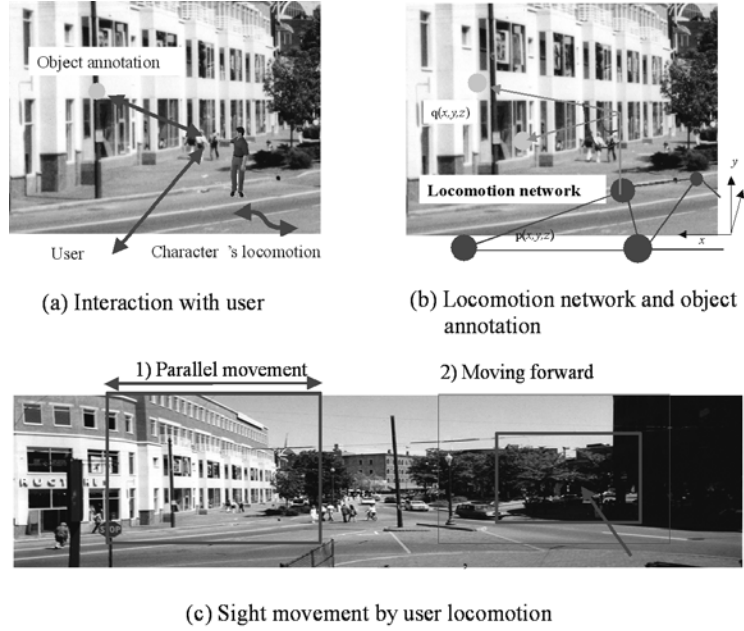 Object annotation
User
Character 's locomotion
(a) Interaction with user
q(x,y,z)
Locomotion network
p(x,y,z)
x
y
(b) Locomotion network and object
annotation
1) Parallel movement
2) Moving forward
STOP
(c) Sight movement by user locomotion